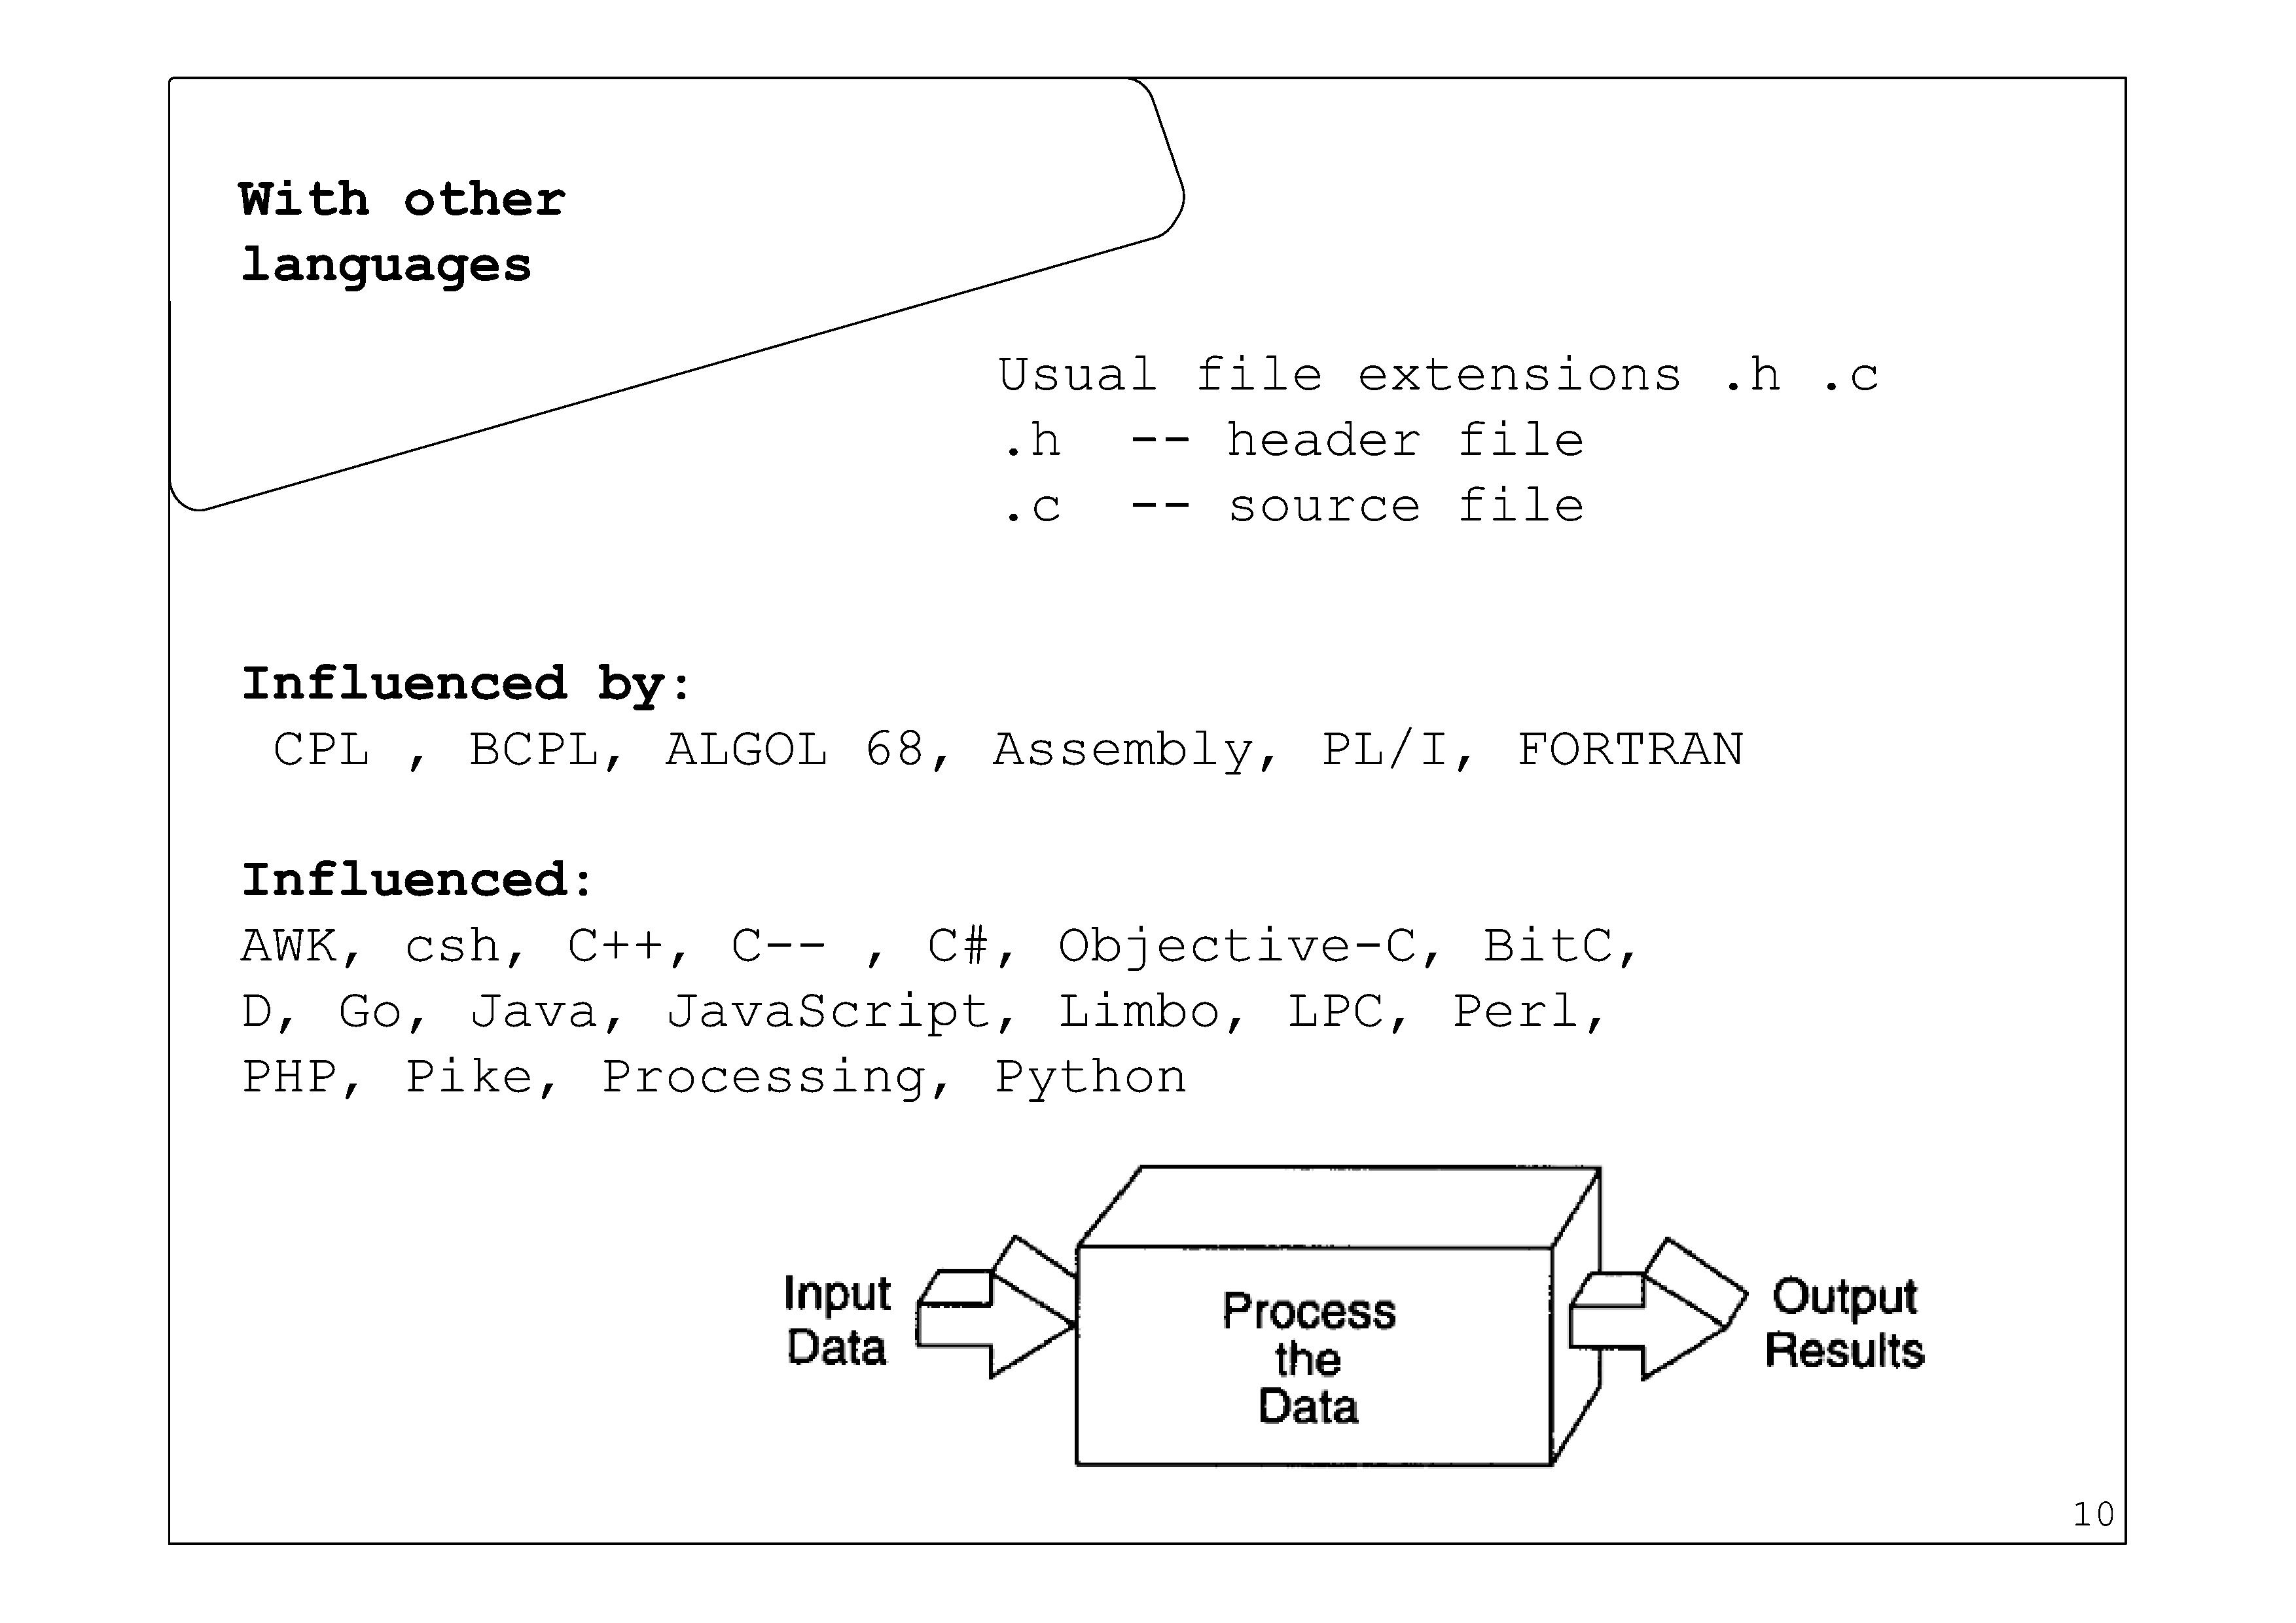 With other
languages
Usual file extensions .h .c
.h  -- header file
.c  -- source file
Influenced by:
CPL , BCPL, ALGOL 68, Assembly, PL/I, FORTRAN
Influenced:
AWK, csh, C++, C-- , C#, Objective-C, BitC,
D, Go, Java, JavaScript, Limbo, LPC, Perl,
PHP, Pike, Processing, Python
Input
Data
Process
the
Data
Output
Results
10